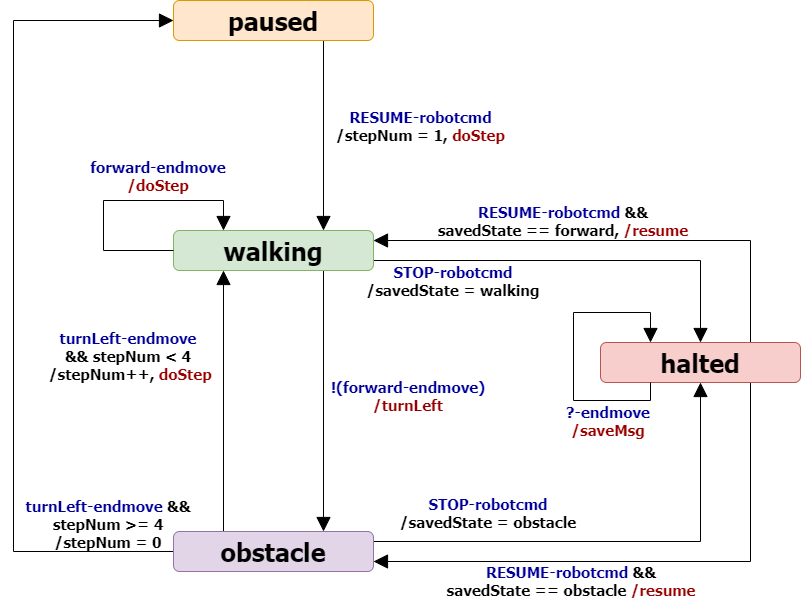 paused
RESUME-robotcmd
/stepNum = 1, doStep
forward-endmove
/doStep
RESUME-robotcmd &&
savedState == forward, /resume
walking
STOP-robotcmd
/savedState = walking
turnLeft-endmove
&& stepNum < 4
/stepNum++, doStep
halted
!(forward-endmove)
/turnLeft
?-endmove
/saveMsg
turnLeft-endmove &&
stepNum >= 4
/stepNum = 0
STOP-robotcmd
/savedState = obstacle
obstacle
RESUME-robotcmd &&
savedState == obstacle /resume